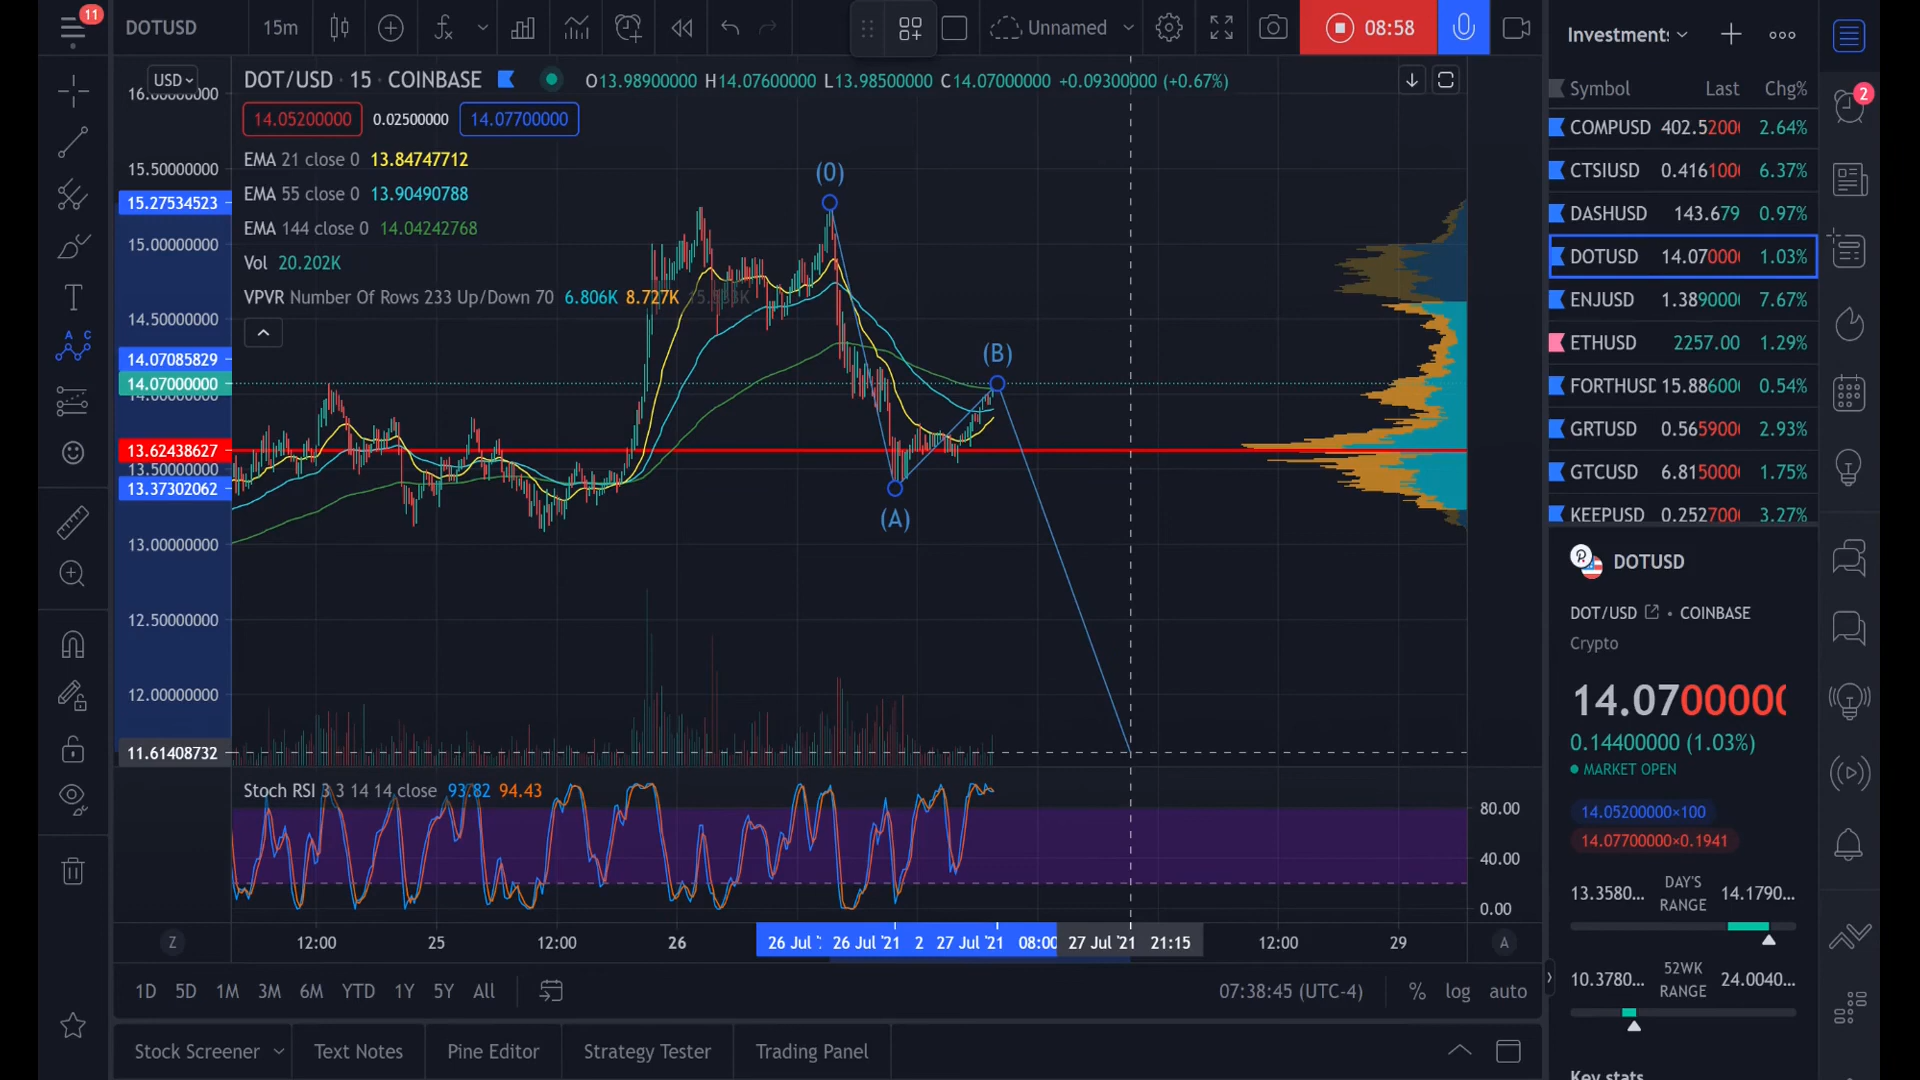 11
DOTUSD
15m
Unnamed
08:58
USD
DOT/USD · 15 · COINBASE
O13.98900000 H14.07600000 L13.98500000 C14.07000000 +0.09300000 (+0.67%)
14.05200000 0.02500000 14.07700000
EMA 21 close 0 13.84747712
EMA 55 close 0 13.90490788
EMA 144 close 0 14.04242768
Vol 20.202K
VPVR Number Of Rows 233 Up/Down 70 6.806K 8.727K
15.50000000
15.27534523
15.00000000
14.50000000
14.07085829
14.07000000
14.00000000
13.62438627
13.50000000
13.37302062
13.00000000
12.50000000
12.00000000
11.61408732
(0)
(B)
(A)
Stoch RSI 3 3 14 14 close 93.82 94.43
80.00
40.00
0.00
Z
12:00
25
12:00
26
26 Jul '
26 Jul '21
2
27 Jul '21
08:00
27 Jul '21 21:15
12:00
29
A
1D 5D 1M 3M 6M YTD 1Y 5Y All
07:38:45 (UTC-4) % log auto
Stock Screener
Text Notes
Pine Editor
Strategy Tester
Trading Panel
Investment
Symbol Last Chg%
COMPUSD 402.5200 2.64%
CTSIUSD 0.416100 6.37%
DASHUSD 143.679 0.97%
DOTUSD 14.07000 1.03%
ENJUSD 1.389000 7.67%
ETHUSD 2257.00 1.29%
FORTHUSD 15.88600 0.54%
GRTUSD 0.565900 2.93%
GTCUSD 6.815000 1.75%
KEEPUSD 0.252700 3.27%
2
DOTUSD
DOT/USD • COINBASE
Crypto
14.070000
0.14400000 (1.03%)
MARKET OPEN
14.05200000×100
14.07700000×0.1941
13.3580... DAY'S RANGE 14.1790...
10.3780... 52WK RANGE 24.0040...
Key stats